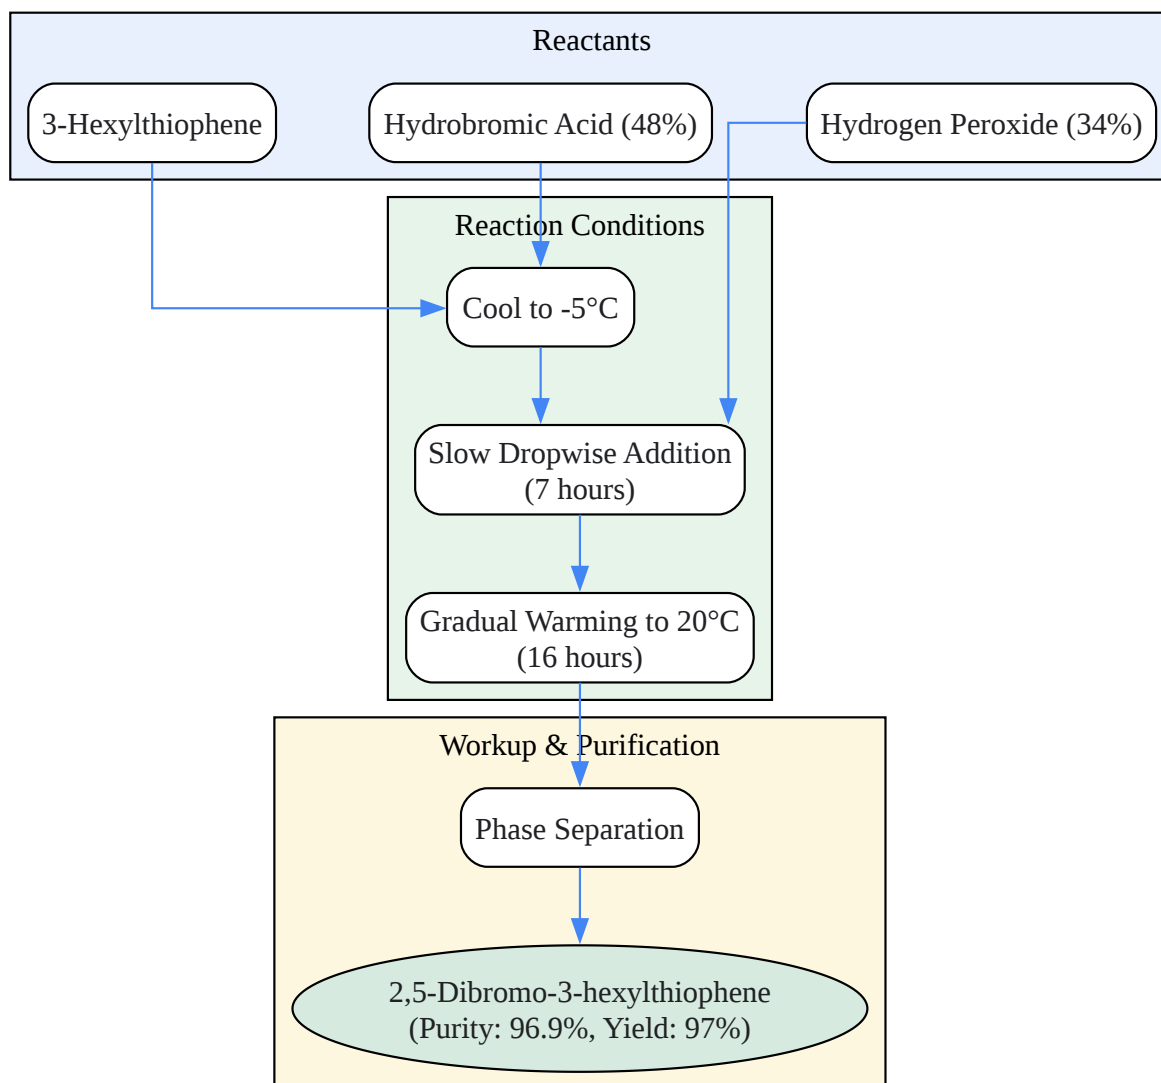 Reactants
3-Hexylthiophene
Hydrobromic Acid (48%)
Hydrogen Peroxide (34%)
Reaction Conditions
Cool to -5°C
Slow Dropwise Addition
(7 hours)
Gradual Warming to 20°C
(16 hours)
Workup & Purification
Phase Separation
2,5-Dibromo-3-hexylthiophene
(Purity: 96.9%, Yield: 97%)